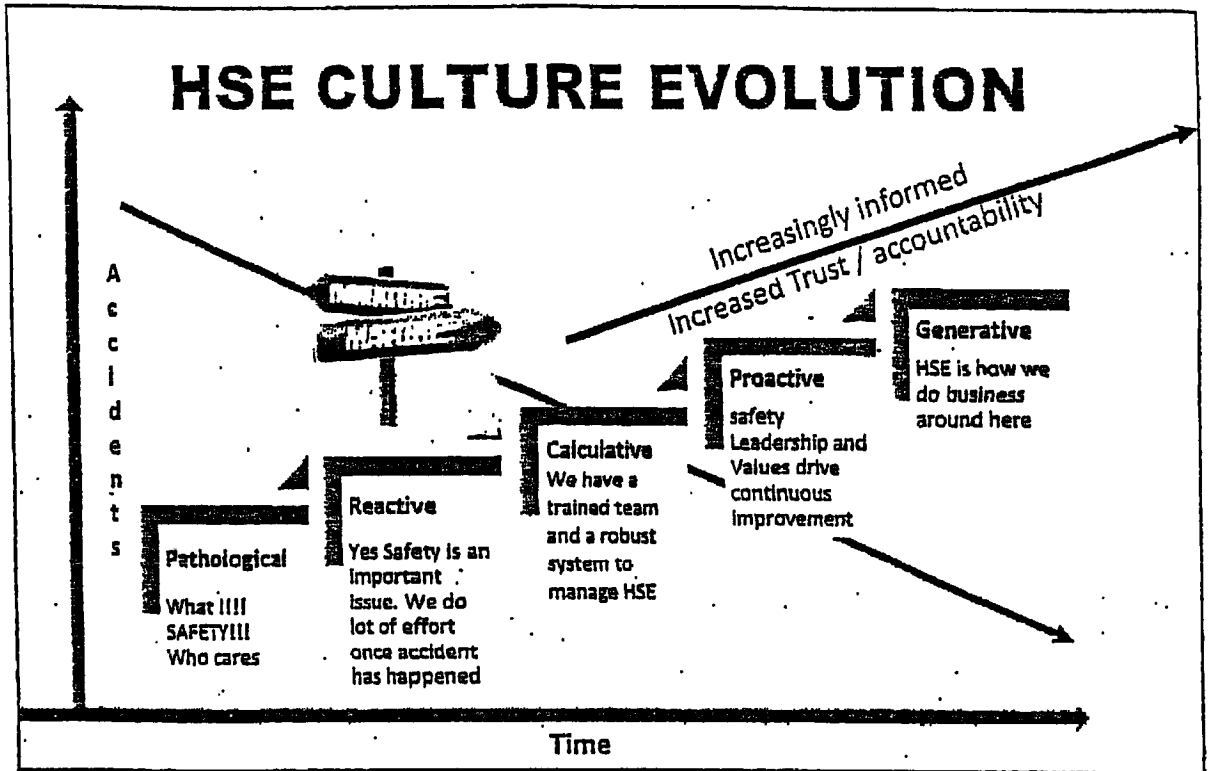 HSE CULTURE EVOLUTION
Increasingly informed
Increased Trust / accountability
Accidents
Pathological
What !!!!
SAFETY!!!
Who cares
Reactive
Yes Safety is an
important
issue. We do
lot of effort
once accident
has happened
Calculative
We have a
trained team
and a robust
system to
manage HSE
Proactive
safety
Leadership and
Values drive
continuous
improvement
Generative
HSE is how we
do business
around here
Time